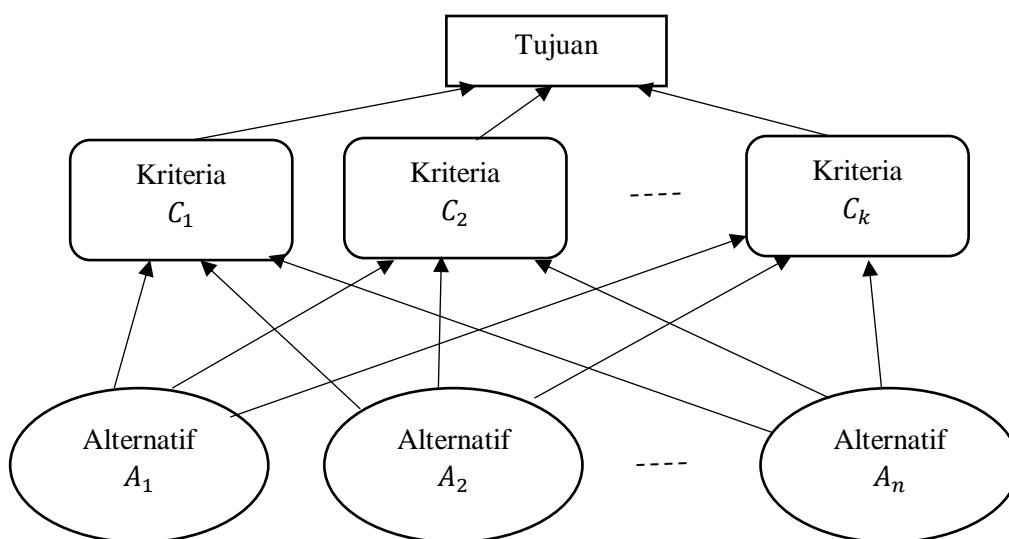 Tujuan
Kriteria
C₁
Kriteria
C₂
----
Kriteria
Cₖ
Alternatif
A₁
Alternatif
A₂
----
Alternatif
Aₙ